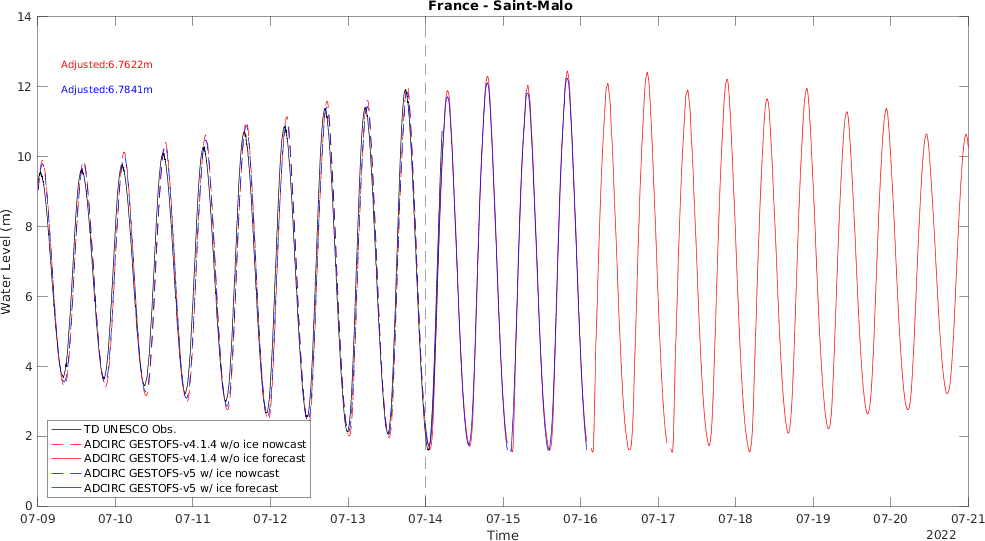 France - Saint-Malo
14
12
10
8
6
4
2
0
Water Level (m)
Adjusted:6.7622m
Adjusted:6.7841m
TD UNESCO Obs.
ADCIRC GESTOFS-v4.1.4 w/o ice nowcast
ADCIRC GESTOFS-v4.1.4 w/o ice forecast
ADCIRC GESTOFS-v5 w/ ice nowcast
ADCIRC GESTOFS-v5 w/ ice forecast
07-09 07-10 07-11 07-12 07-13 07-14 07-15 07-16 07-17 07-18 07-19 07-20 07-21
Time
2022